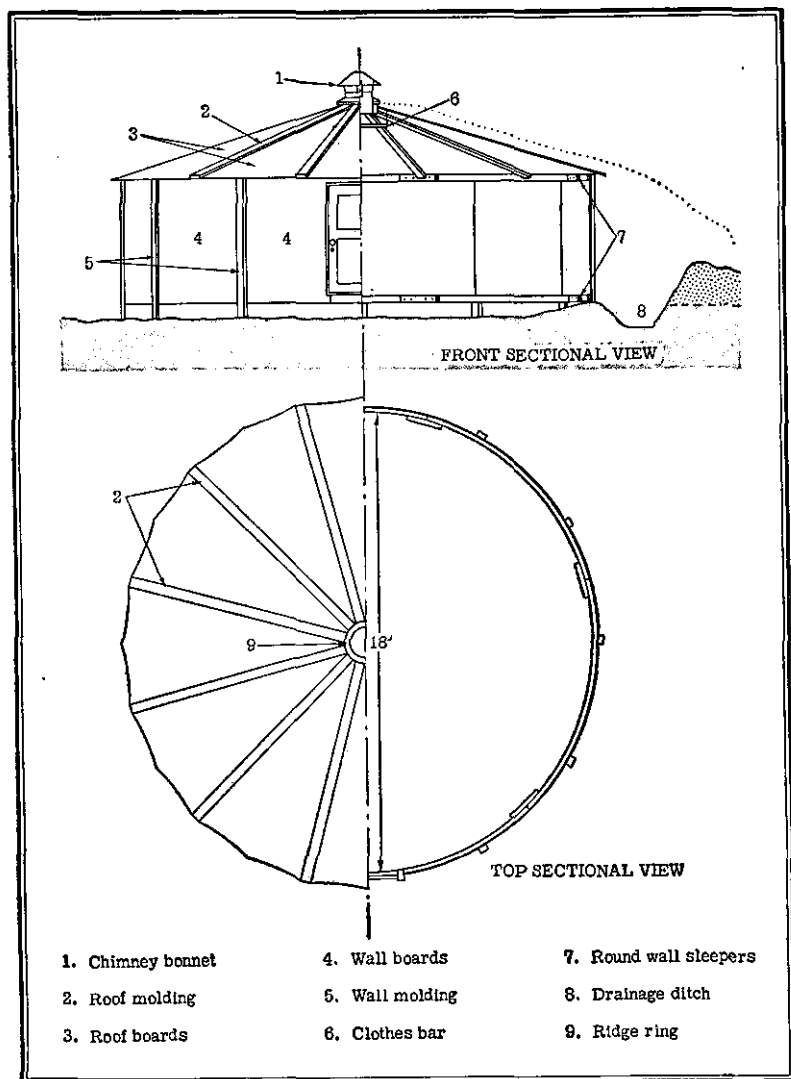 1
6
2
3
4
4
5
7
8
FRONT SECTIONAL VIEW
2
9
18'
TOP SECTIONAL VIEW
1. Chimney bonnet
4. Wall boards
7. Round wall sleepers
2. Roof molding
5. Wall molding
8. Drainage ditch
3. Roof boards
6. Clothes bar
9. Ridge ring